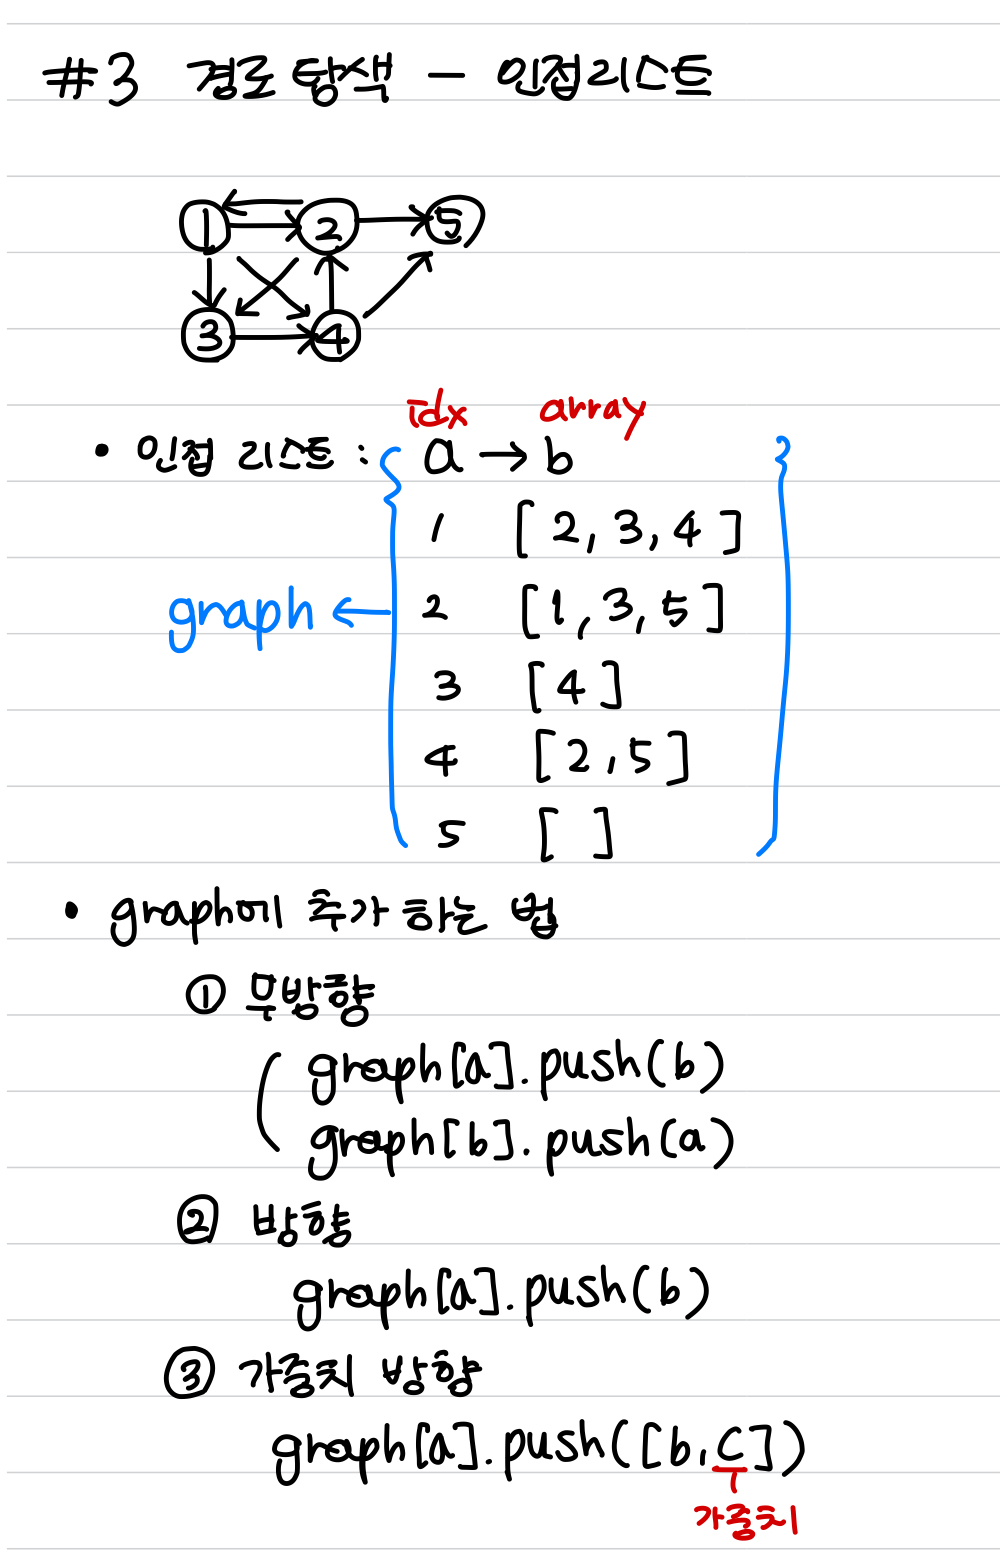 #3 경로 탐색 - 인접리스트
1 2 5
3 4
idx array
• 인접 리스트 : a → b
1 [ 2, 3, 4 ]
graph ← 2 [1, 3, 5 ]
3 [ 4 ]
4 [ 2, 5 ]
5 [ ]
• graph에 추가 하는 법
① 무방향
graph[a].push(b)
graph[b].push(a)
② 방향
graph[a].push(b)
③ 가중치 방향
graph[a].push([b, c])
가중치